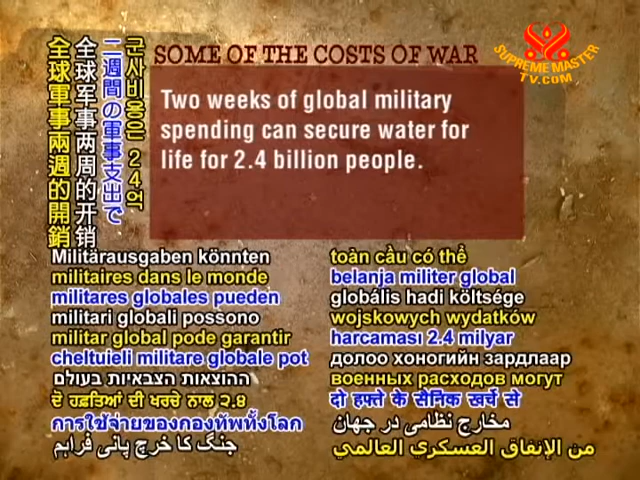 SOME OF THE COSTS OF WAR
SUPREME MASTER
TV.COM
Two weeks of global military
spending can secure water for
life for 2.4 billion people.
全球軍事兩週的開銷
全球军事两周的开销
二週間の軍事支出で
군사비용은 24억
Militärausgaben könnten
militaires dans le monde
militares globales pueden
militari globali possono
militar global pode garantir
cheltuieli militare globale pot
ההוצאות הצבאיות בעולם
ਦੋ ਹਫ਼ਤਿਆਂ ਦੀ ਖਰਚੇ ਨਾਲ ੨.੪
การใช้จ่ายของกองทัพทั้งโลก
جنگ کا خرچ پانی فراہم
toàn cầu có thể
belanja militer global
globális hadi költsége
wojskowych wydatków
harcaması 2.4 milyar
долоо хоногийн зардлаар
военных расходов могут
दो हफ्ते के सैनिक खर्च से
مخارج نظامی در جهان
من الإنفاق العسكري العالمي